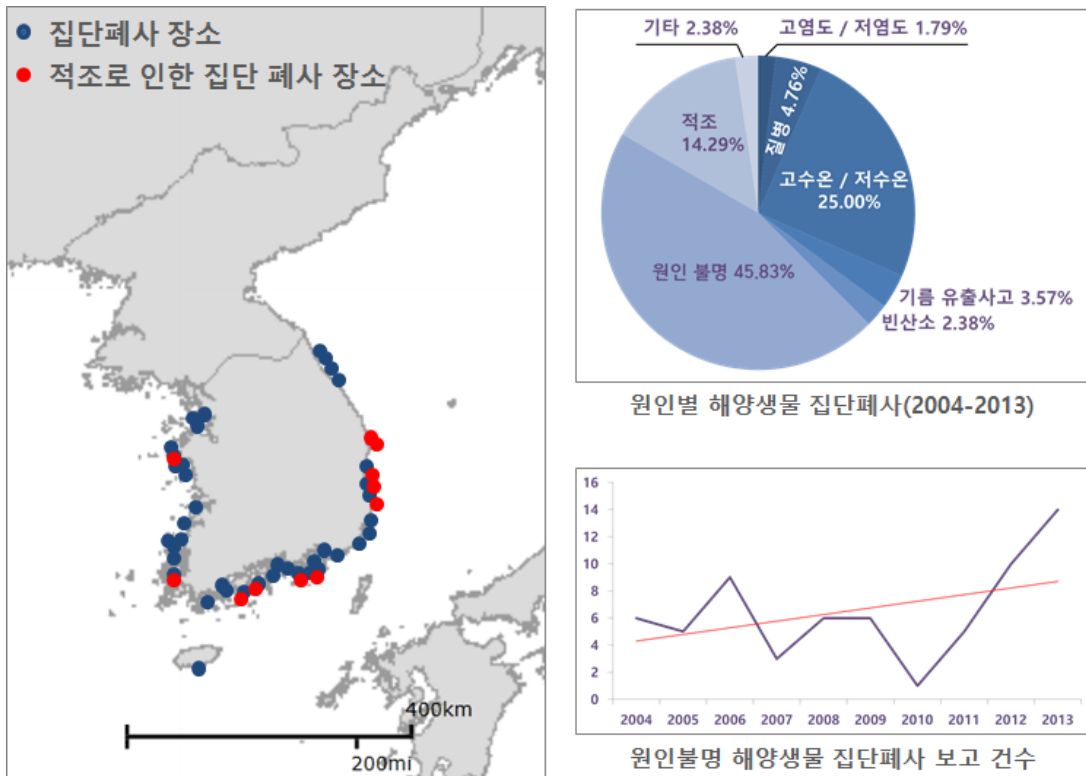 집단폐사 장소
적조로 인한 집단 폐사 장소
400km
200mi
기타 2.38%
고염도 / 저염도 1.79%
질병 4.76%
적조
14.29%
고수온 / 저수온
25.00%
원인 불명 45.83%
기름 유출사고 3.57%
빈산소 2.38%
원인별 해양생물 집단폐사(2004-2013)
16
14
12
10
8
6
4
2
0
2004 2005 2006 2007 2008 2009 2010 2011 2012 2013
원인불명 해양생물 집단폐사 보고 건수